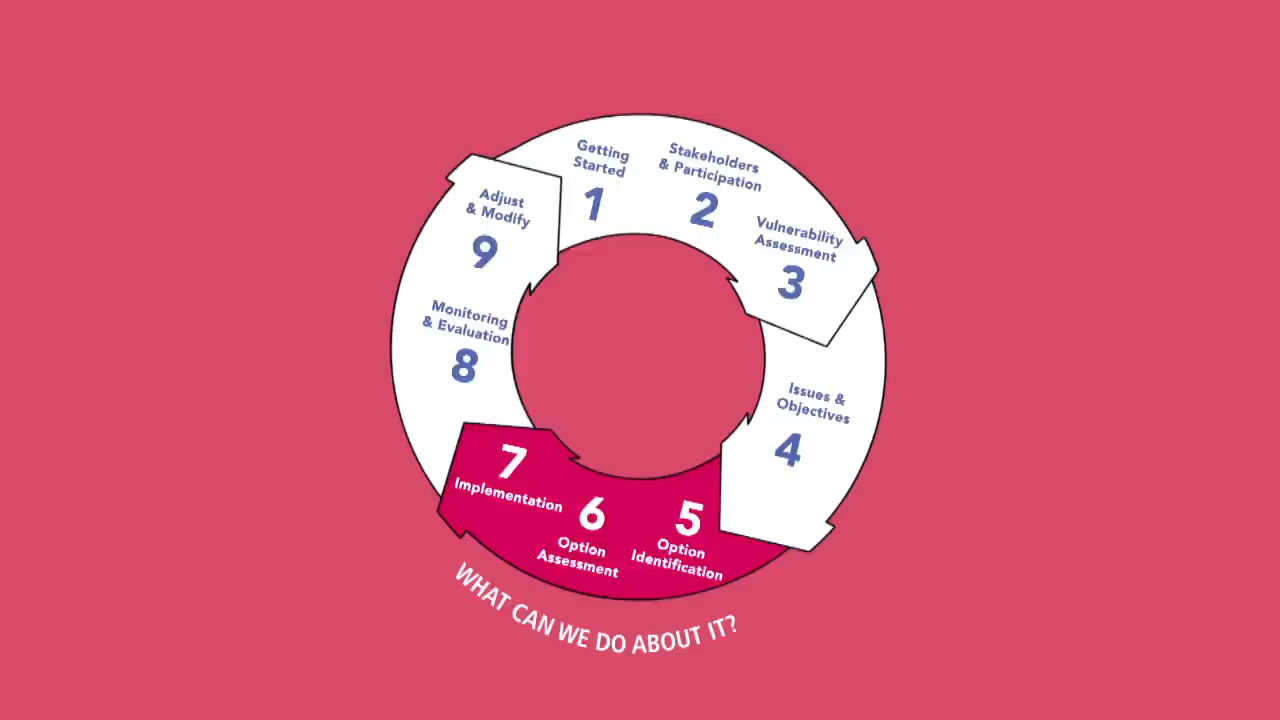 Getting
Started
1
Stakeholders
& Participation
2
Vulnerability
Assessment
3
Issues &
Objectives
4
5
Option
Identification
6
Option
Assessment
7
Implementation
Monitoring
& Evaluation
8
Adjust
& Modify
9
WHAT CAN WE DO ABOUT IT?